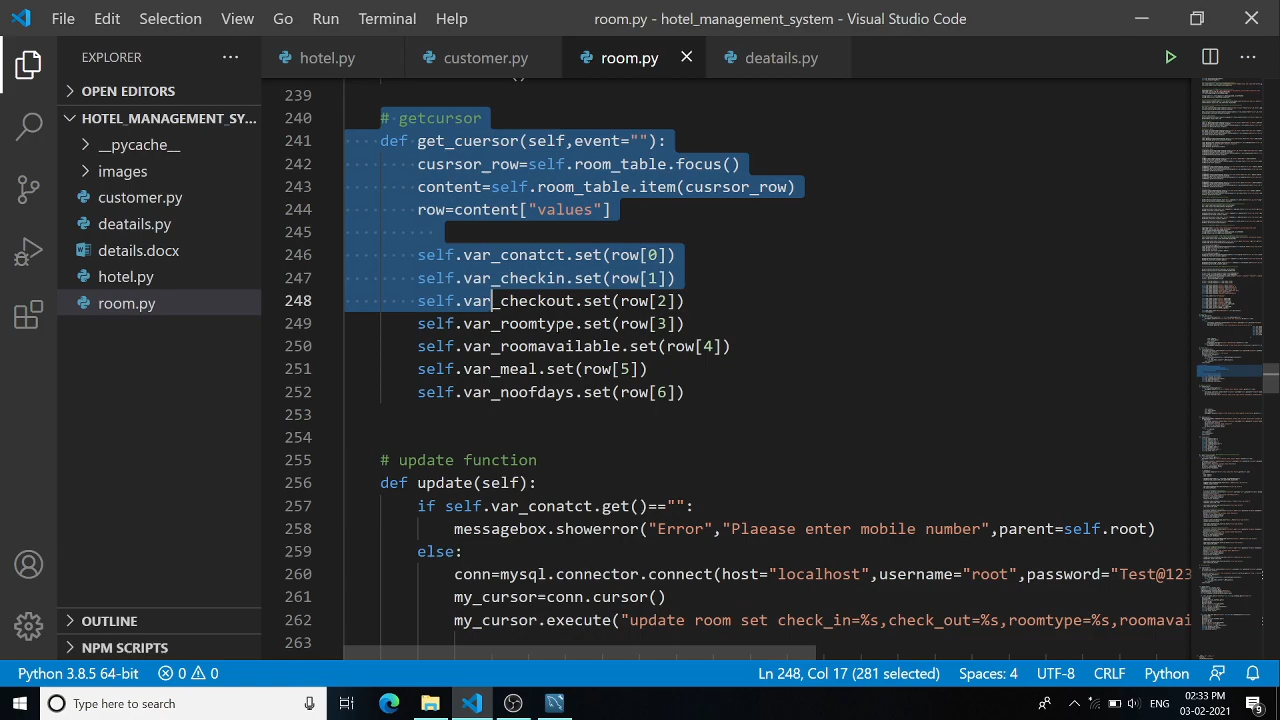 File Edit Selection View Go Run Terminal Help room.py - hotel_management_system - Visual Studio Code
EXPLORER
hotel.py customer.py room.py deatails.py
OPEN EDITORS
HOTEL_MANAGEMENT_SY...
__pycache__
images
customer.py
deatails.py
details.docx
hotel.py
room.py
OUTLINE
NPM SCRIPTS
239
240 # getcursor
def get_cursor(self,event=""):
242 cusrsor_row=self.room_table.focus()
243 content=self.room_table.item(cusrsor_row)
244 row=content["values"]
245
246 self.var_contact.set(row[0])
247 self.var_checkin.set(row[1])
248 self.var_checkout.set(row[2])
249 self.var_roomtype.set(row[3])
250 self.var_roomavailable.set(row[4])
251 self.var_meal.set(row[5])
252 self.var_noofdays.set(row[6])
253
254
255 # update function
256 def update(self):
257 if self.var_contact.get()=="":
258 messagebox.showerror("Error","Please enter mobile number",parent=self.
259 else:
260 conn=mysql.connector.connect(host="localhost",username="root",password=
261 my_cursor=conn.cursor()
262 my_cursor.execute("update room set check_in=%s,check_out=%s,roomtype=%s,roomavai
263
Python 3.8.5 64-bit 0 0 Ln 248, Col 17 (281 selected) Spaces: 4 UTF-8 CRLF Python
Type here to search
ENG 02:33 PM
03-02-2021
9